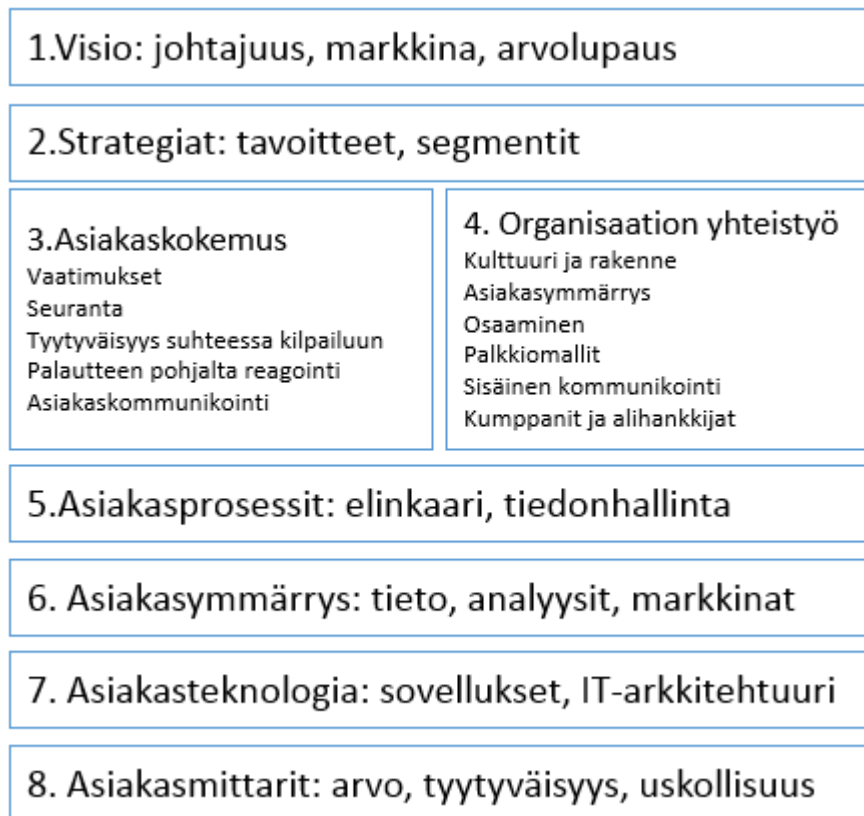 1.Visio: johtajuus, markkina, arvolupaus
2.Strategiat: tavoitteet, segmentit
3.Asiakaskokemus
Vaatimukset
Seuranta
Tyytyväisyys suhteessa kilpailuun
Palautteen pohjalta reagointi
Asiakaskommunikointi
4. Organisaation yhteistyö
Kulttuuri ja rakenne
Asiakasymmärrys
Osaaminen
Palkkiomallit
Sisäinen kommunikointi
Kumppanit ja alihankkijat
5.Asiakasprosessit: elinkaari, tiedonhallinta
6. Asiakasymmärrys: tieto, analyysit, markkinat
7. Asiakasteknologia: sovellukset, IT-arkkitehtuuri
8. Asiakasmittarit: arvo, tyytyväisyys, uskollisuus